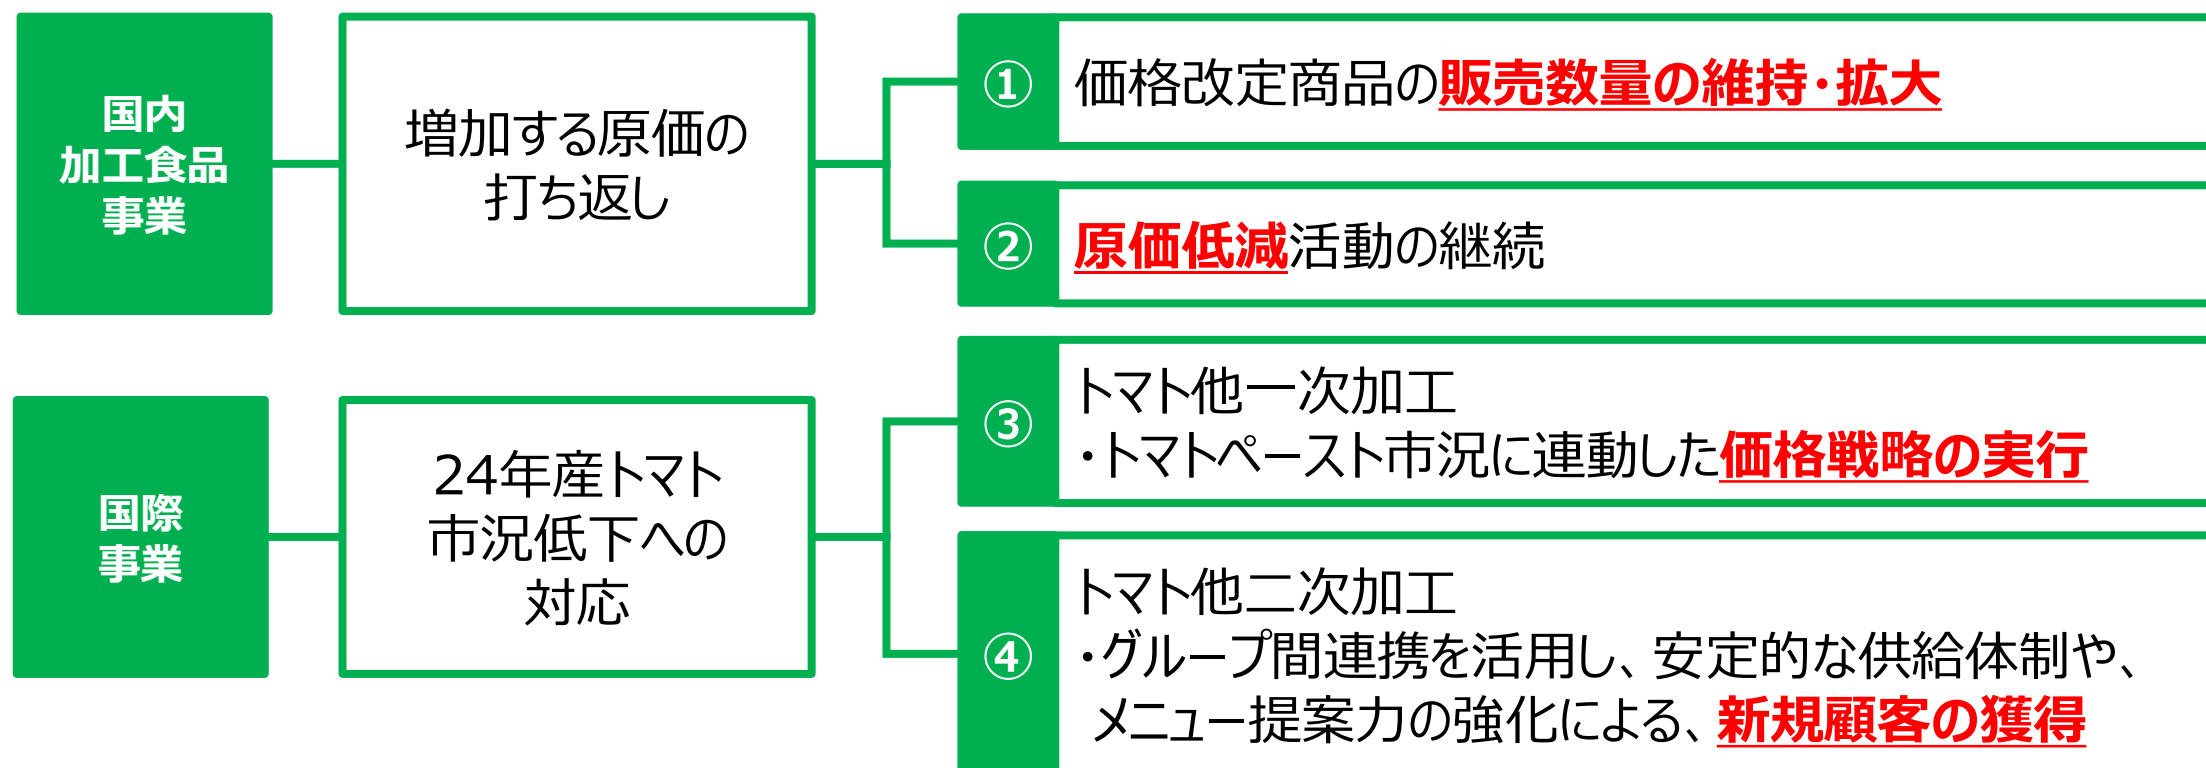 国内
加工食品
事業
増加する原価の
打ち返し
①
価格改定商品の販売数量の維持・拡大
②
原価低減活動の継続
国際
事業
24年産トマト
市況低下への
対応
③
トマト他一次加工
・トマトペースト市況に連動した価格戦略の実行
④
トマト他二次加工
・グループ間連携を活用し、安定的な供給体制や、
メニュー提案力の強化による、新規顧客の獲得